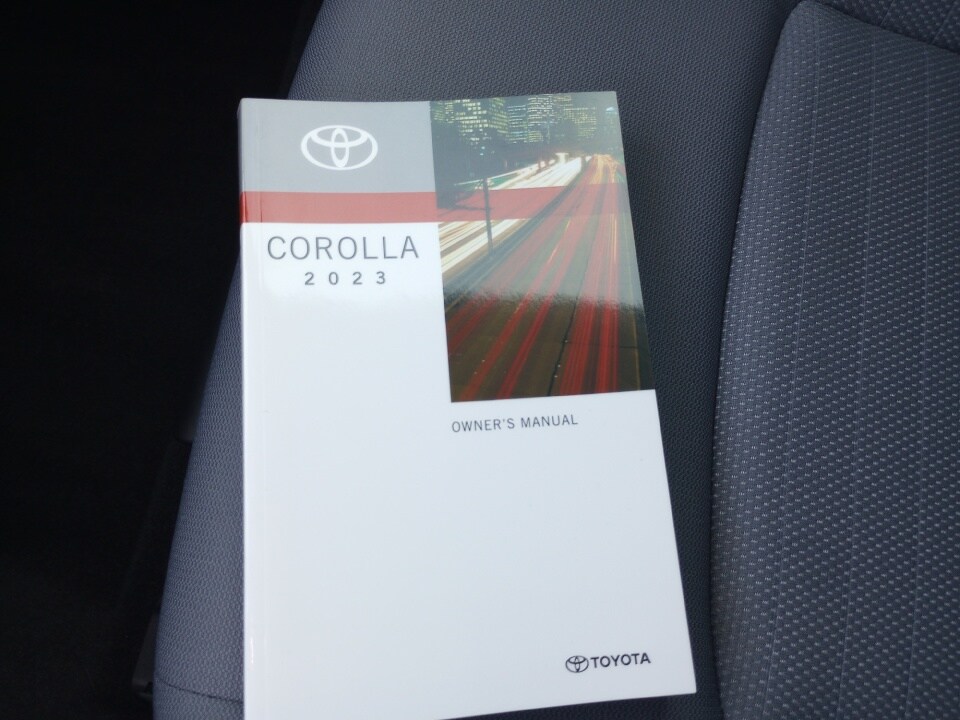 COROLLA
2023
OWNER'S MANUAL
TOYOTA